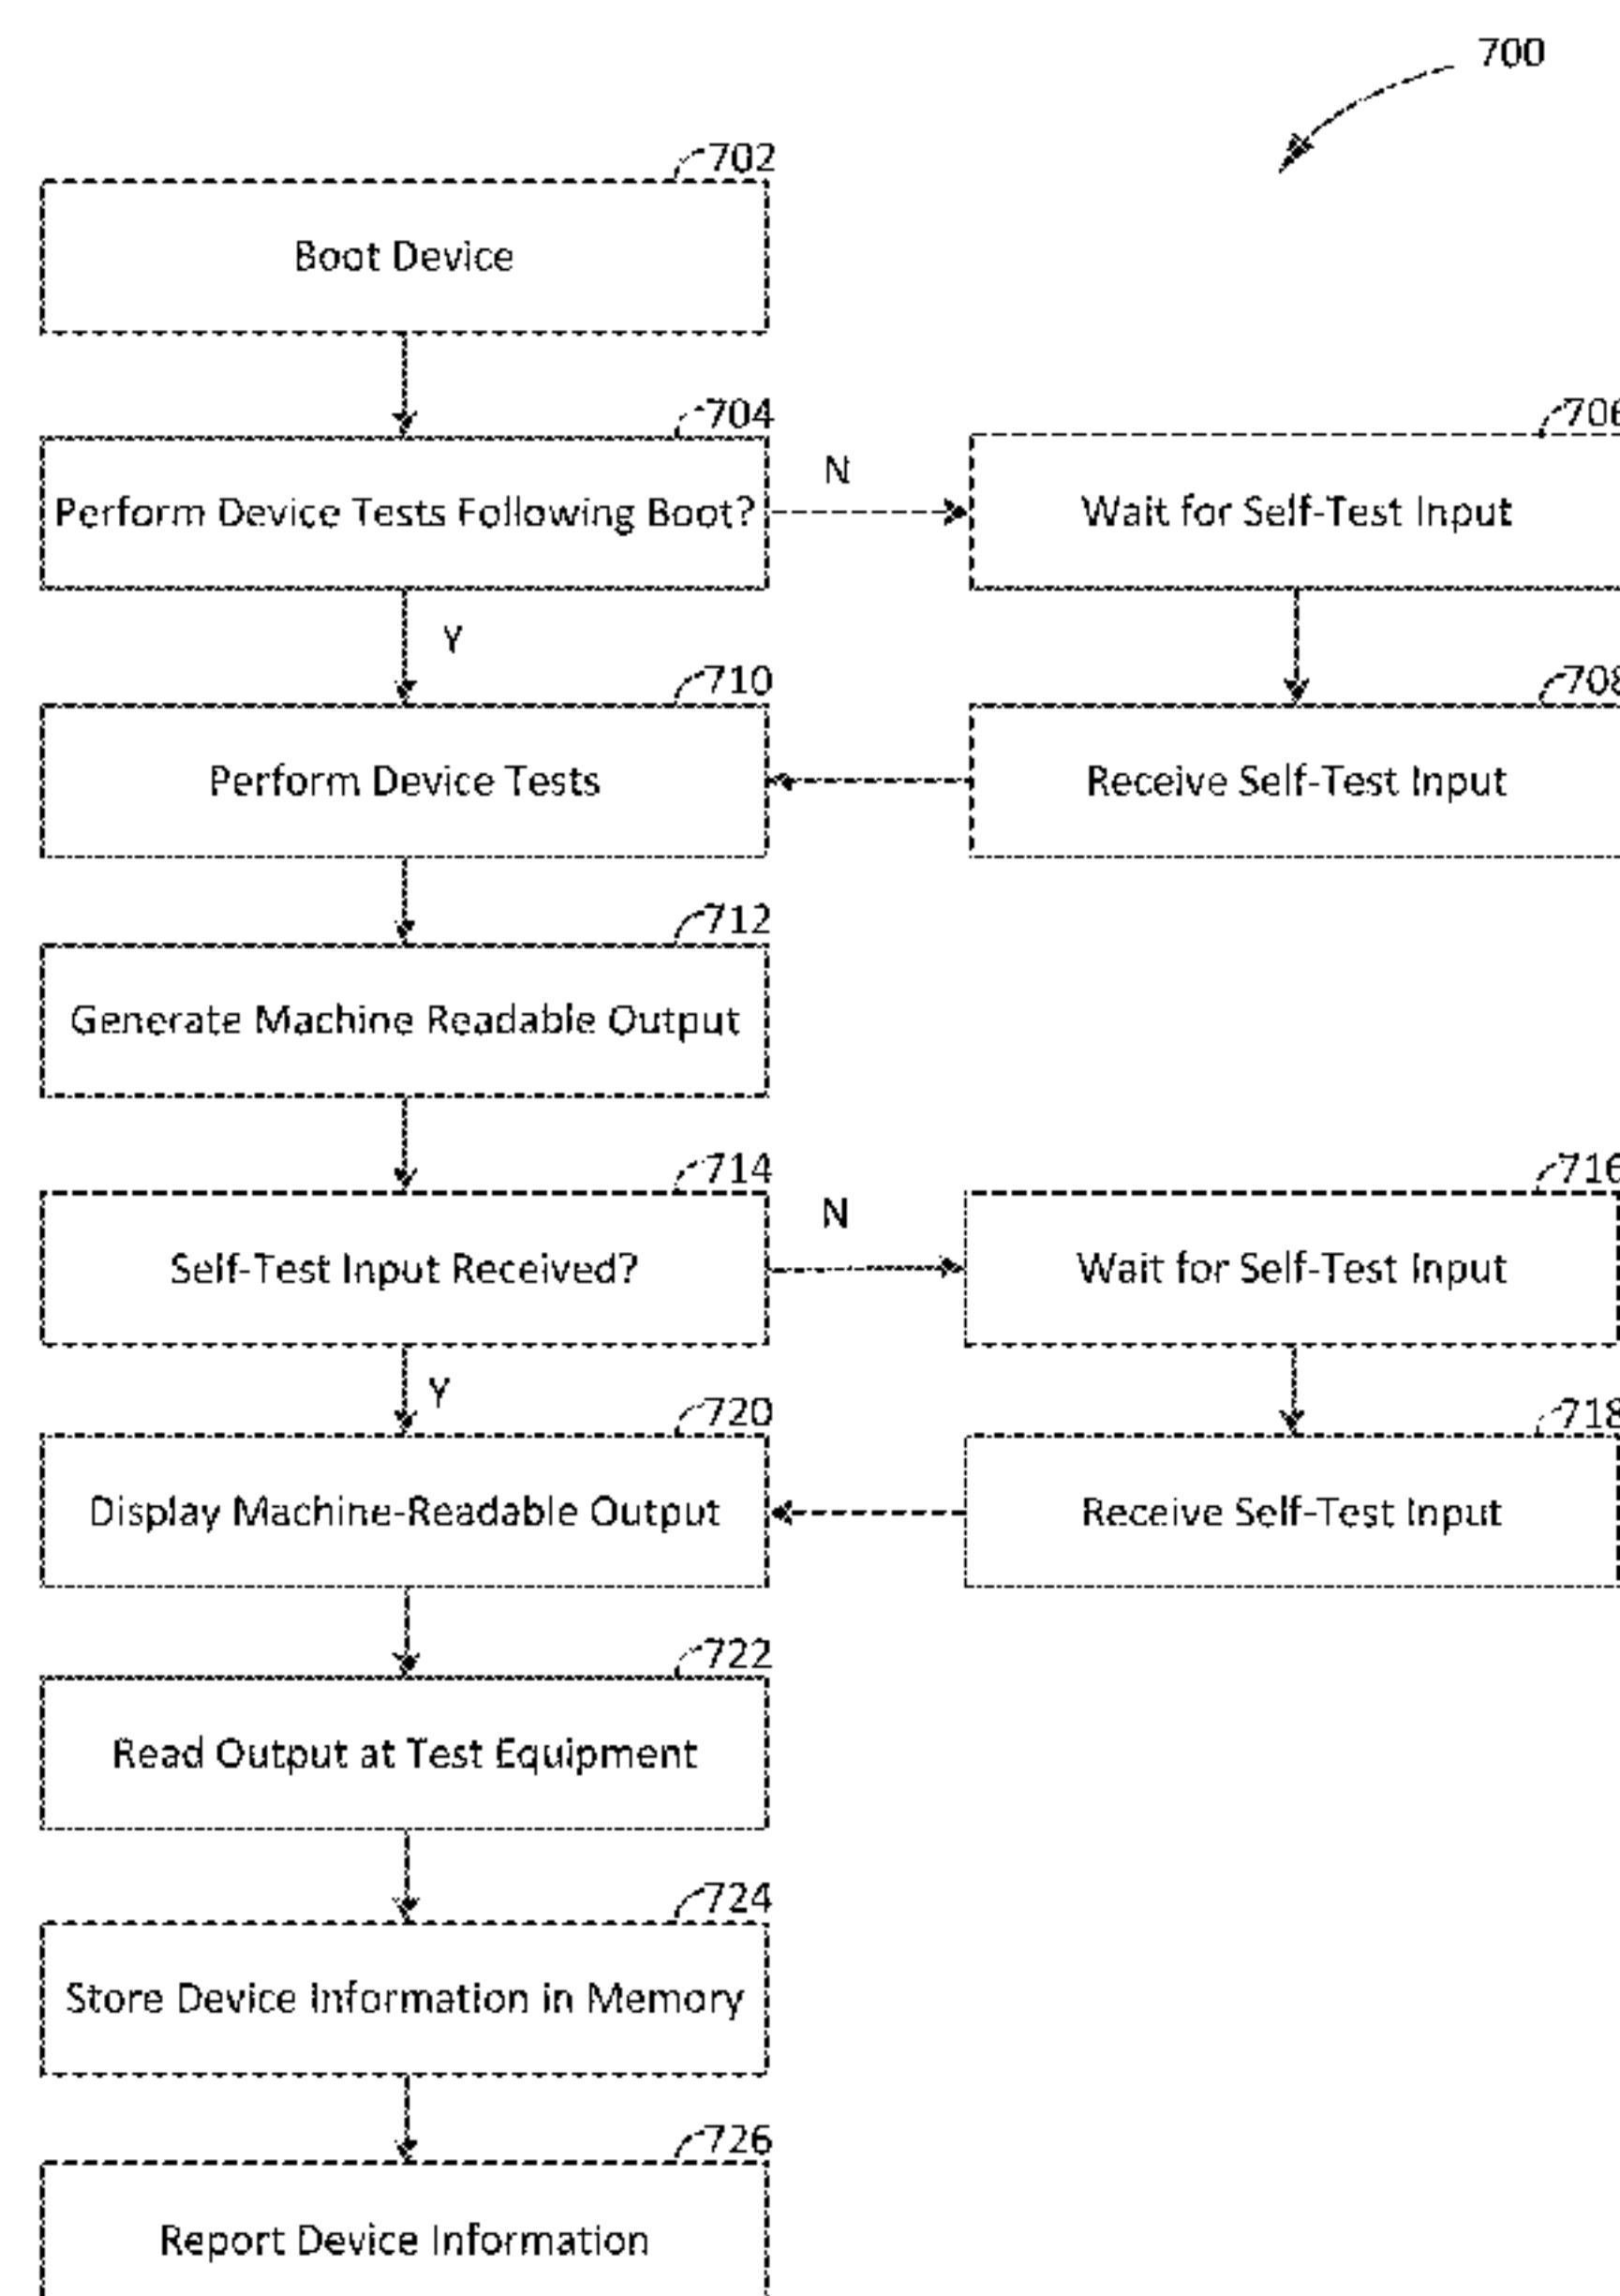 700
702
Boot Device
704
706
Perform Device Tests Following Boot?
N
Wait for Self-Test Input
Y
710
708
Perform Device Tests
Receive Self-Test Input
712
Generate Machine Readable Output
714
716
Self-Test Input Received?
N
Wait for Self-Test Input
Y
720
718
Display Machine-Readable Output
Receive Self-Test Input
722
Read Output at Test Equipment
724
Store Device Information in Memory
726
Report Device Information